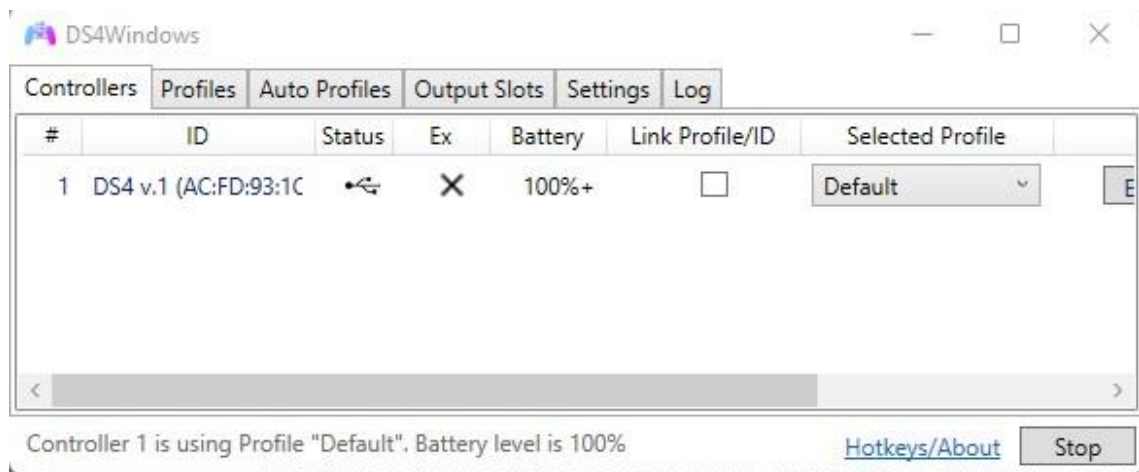 DS4Windows
Controllers Profiles Auto Profiles Output Slots Settings Log
# ID Status Ex Battery Link Profile/ID Selected Profile
1 DS4 v.1 (AC:FD:93:1C 100%+ Default E
Controller 1 is using Profile "Default". Battery level is 100% Hotkeys/About Stop